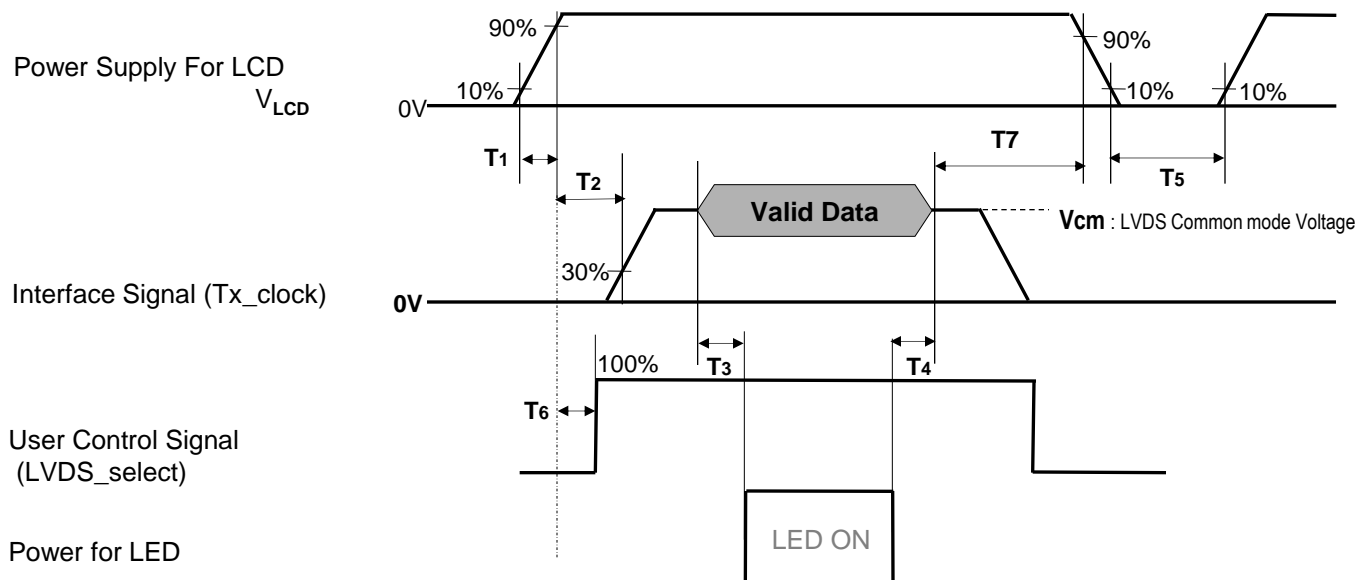 90%
90%
Power Supply For LCD
VLCD
10%
10%
10%
0V
T1
T2
T7
T5
Valid Data
Vcm : LVDS Common mode Voltage
30%
Interface Signal (Tx_clock)
0V
T3
T4
100%
T6
User Control Signal
(LVDS_select)
LED ON
Power for LED